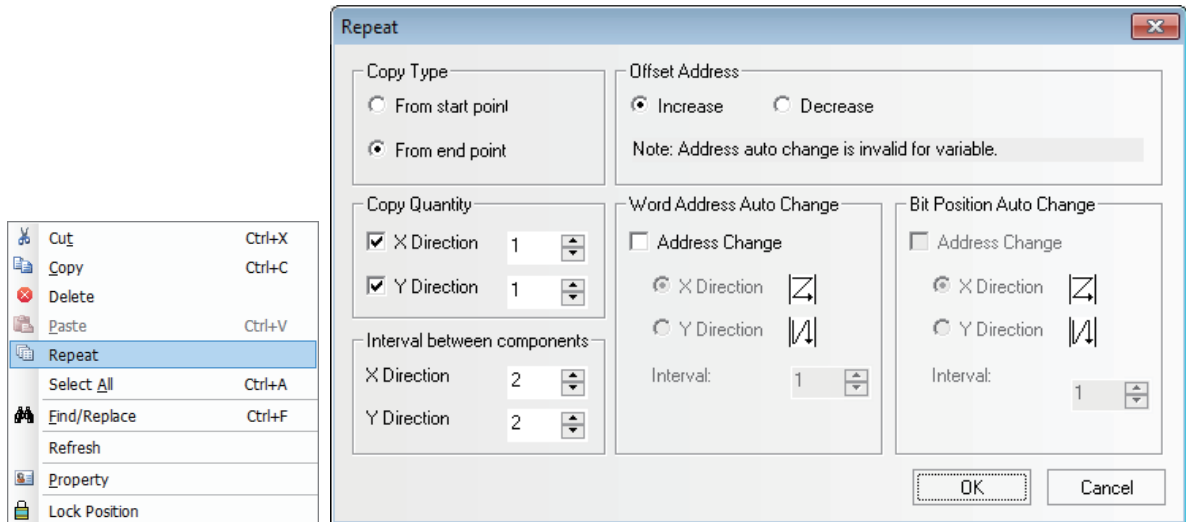 Cut Ctrl+X
Copy Ctrl+C
Delete
Paste Ctrl+V
Repeat
Select All Ctrl+A
Find/Replace Ctrl+F
Refresh
Property
Lock Position
Repeat
Copy Type
From start point
From end point
Offset Address
Increase Decrease
Note: Address auto change is invalid for variable.
Copy Quantity
X Direction 1
Y Direction 1
Interval between components
X Direction 2
Y Direction 2
Word Address Auto Change
Address Change
X Direction
Y Direction
Interval: 1
Bit Position Auto Change
Address Change
X Direction
Y Direction
Interval: 1
OK Cancel